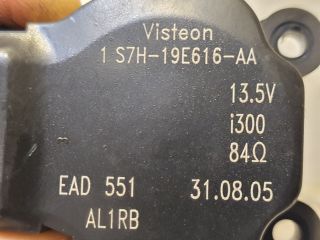 Visteon
1 S7H-19E616-AA
13.5V
i300
84Ω
EAD 551 31.08.05
AL1RB